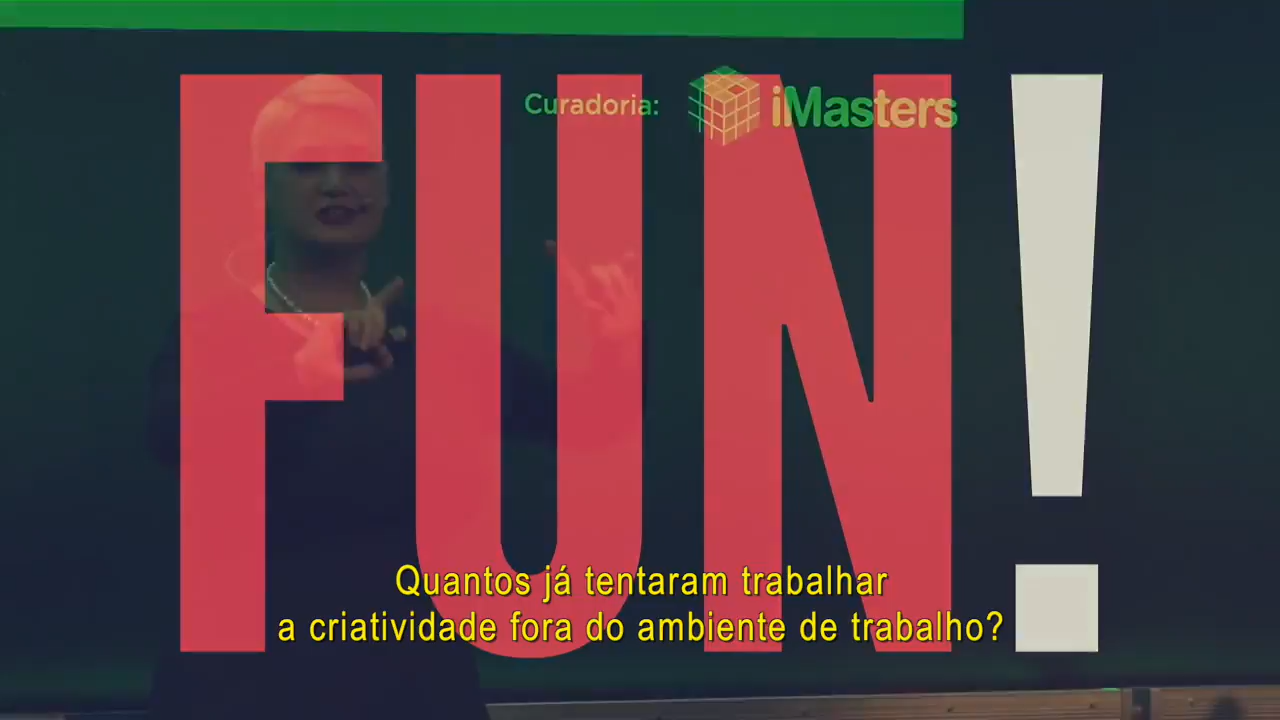 FUN!
Curadoria: iMasters
Quantos já tentaram trabalhar
a criatividade fora do ambiente de trabalho?